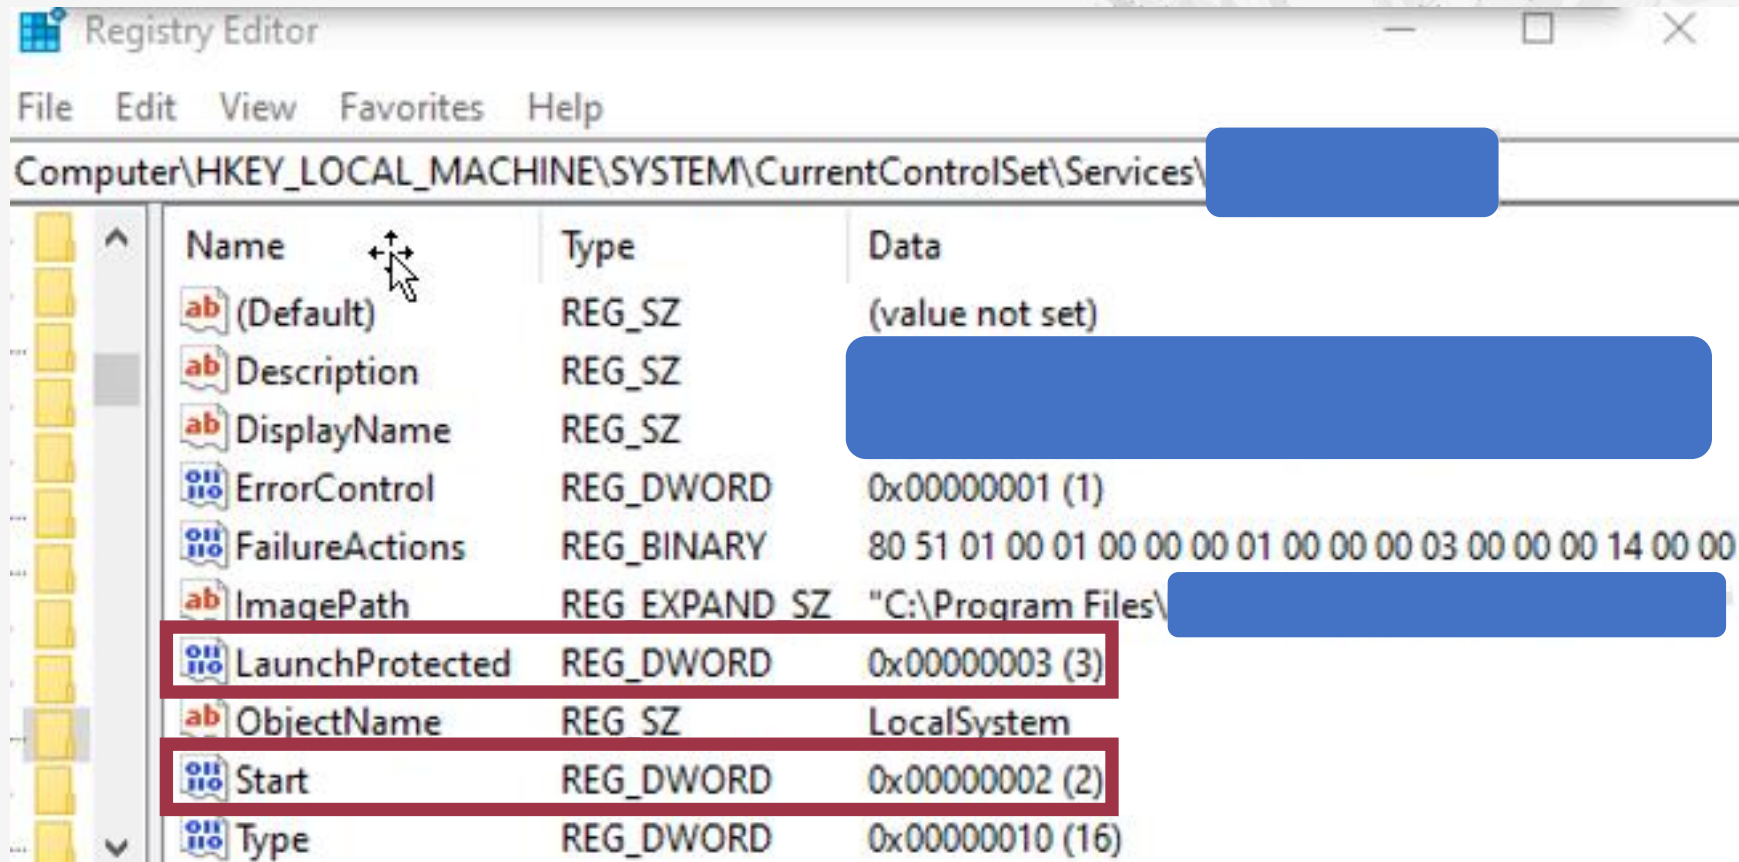 Registry Editor
File Edit View Favorites Help
Computer\HKEY_LOCAL_MACHINE\SYSTEM\CurrentControlSet\Services\
Name Type Data
(Default) REG_SZ (value not set)
Description REG_SZ
DisplayName REG_SZ
ErrorControl REG_DWORD 0x00000001 (1)
FailureActions REG_BINARY 80 51 01 00 01 00 00 00 01 00 00 00 03 00 00 00 14 00 00
ImagePath REG_EXPAND_SZ "C:\Program Files\
LaunchProtected REG_DWORD 0x00000003 (3)
ObjectName REG_SZ LocalSystem
Start REG_DWORD 0x00000002 (2)
Type REG_DWORD 0x00000010 (16)